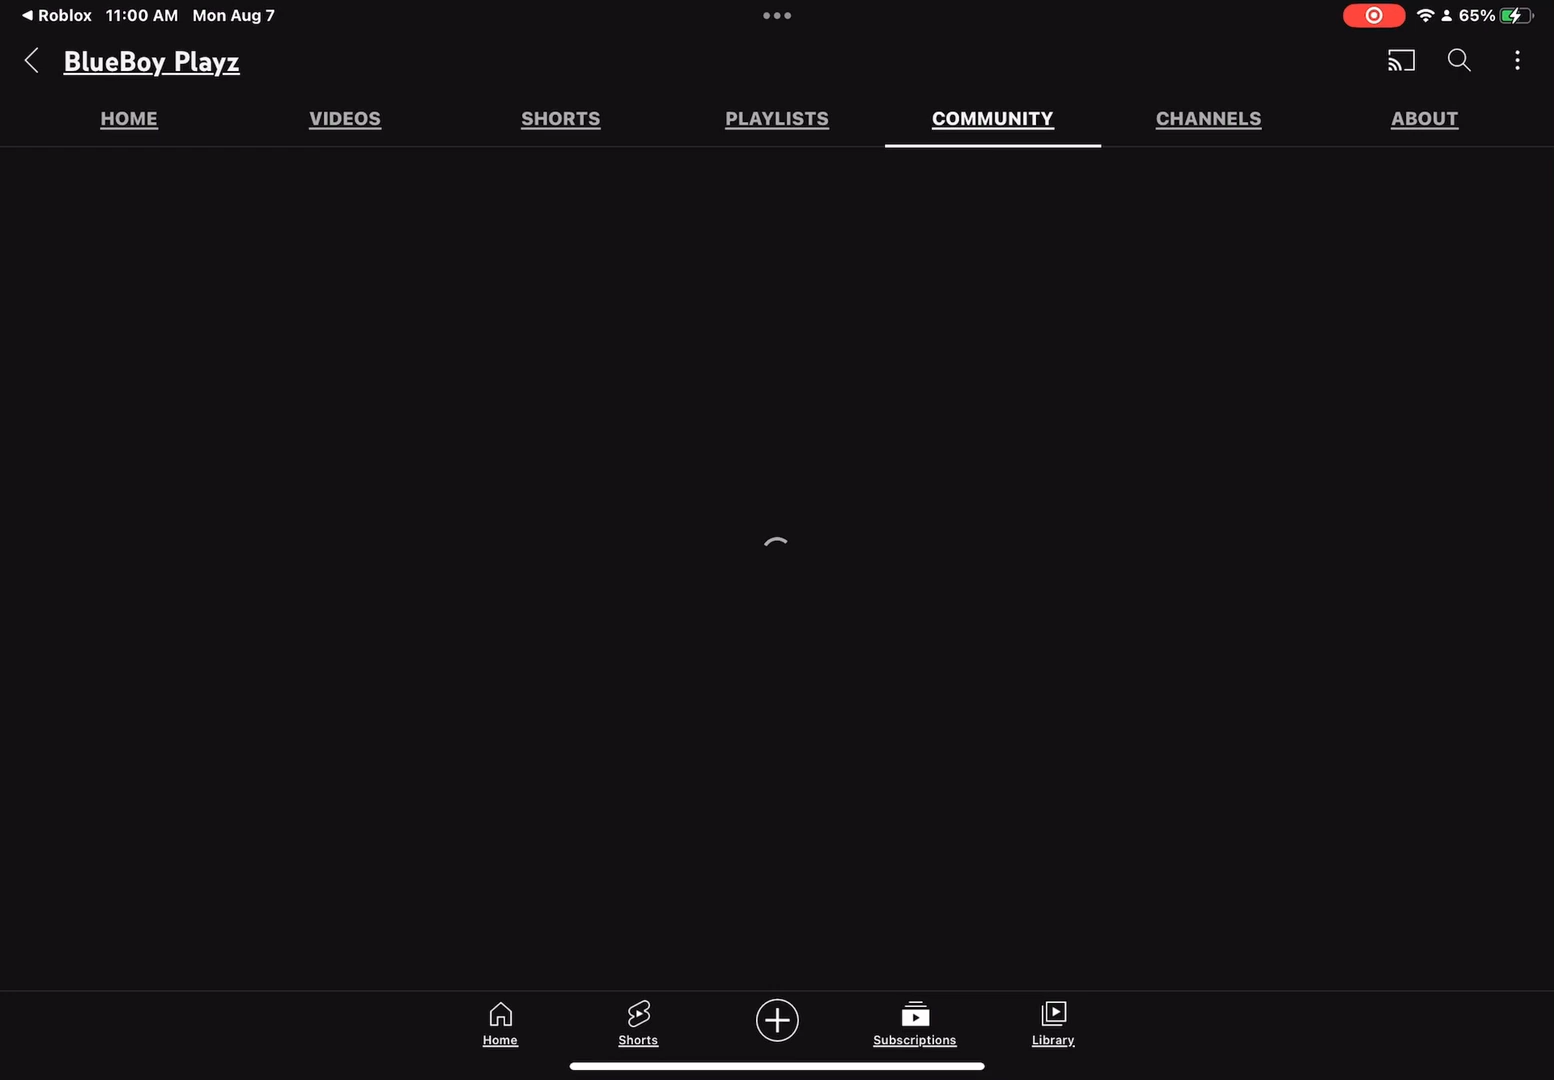 ◀ Roblox 11:00 AM Mon Aug 7 65%
BlueBoy Playz
HOME VIDEOS SHORTS PLAYLISTS COMMUNITY CHANNELS ABOUT
Home Shorts Subscriptions Library